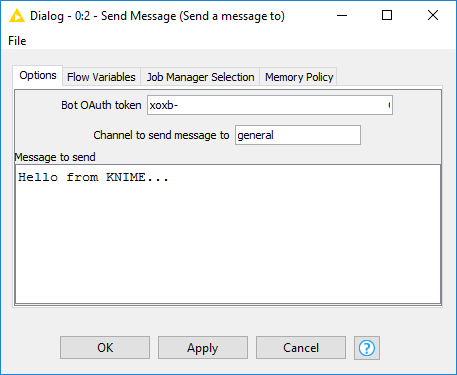 Dialog - 0:2 - Send Message (Send a message to)
File
Options Flow Variables Job Manager Selection Memory Policy
Bot OAuth token xoxb-
Channel to send message to general
Message to send
Hello from KNIME...
OK Apply Cancel ?